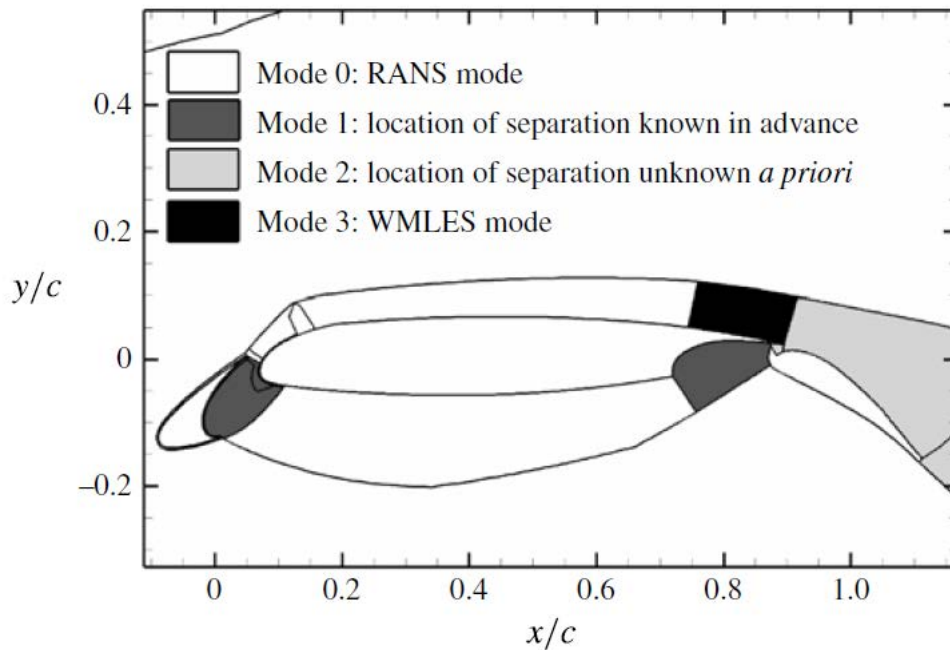 Mode 0: RANS mode
0.4
Mode 1: location of separation known in advance
Mode 2: location of separation unknown a priori
0.2
Mode 3: WMLES mode
y/c
0
–0.2
0 0.2 0.4 0.6 0.8 1.0
x/c